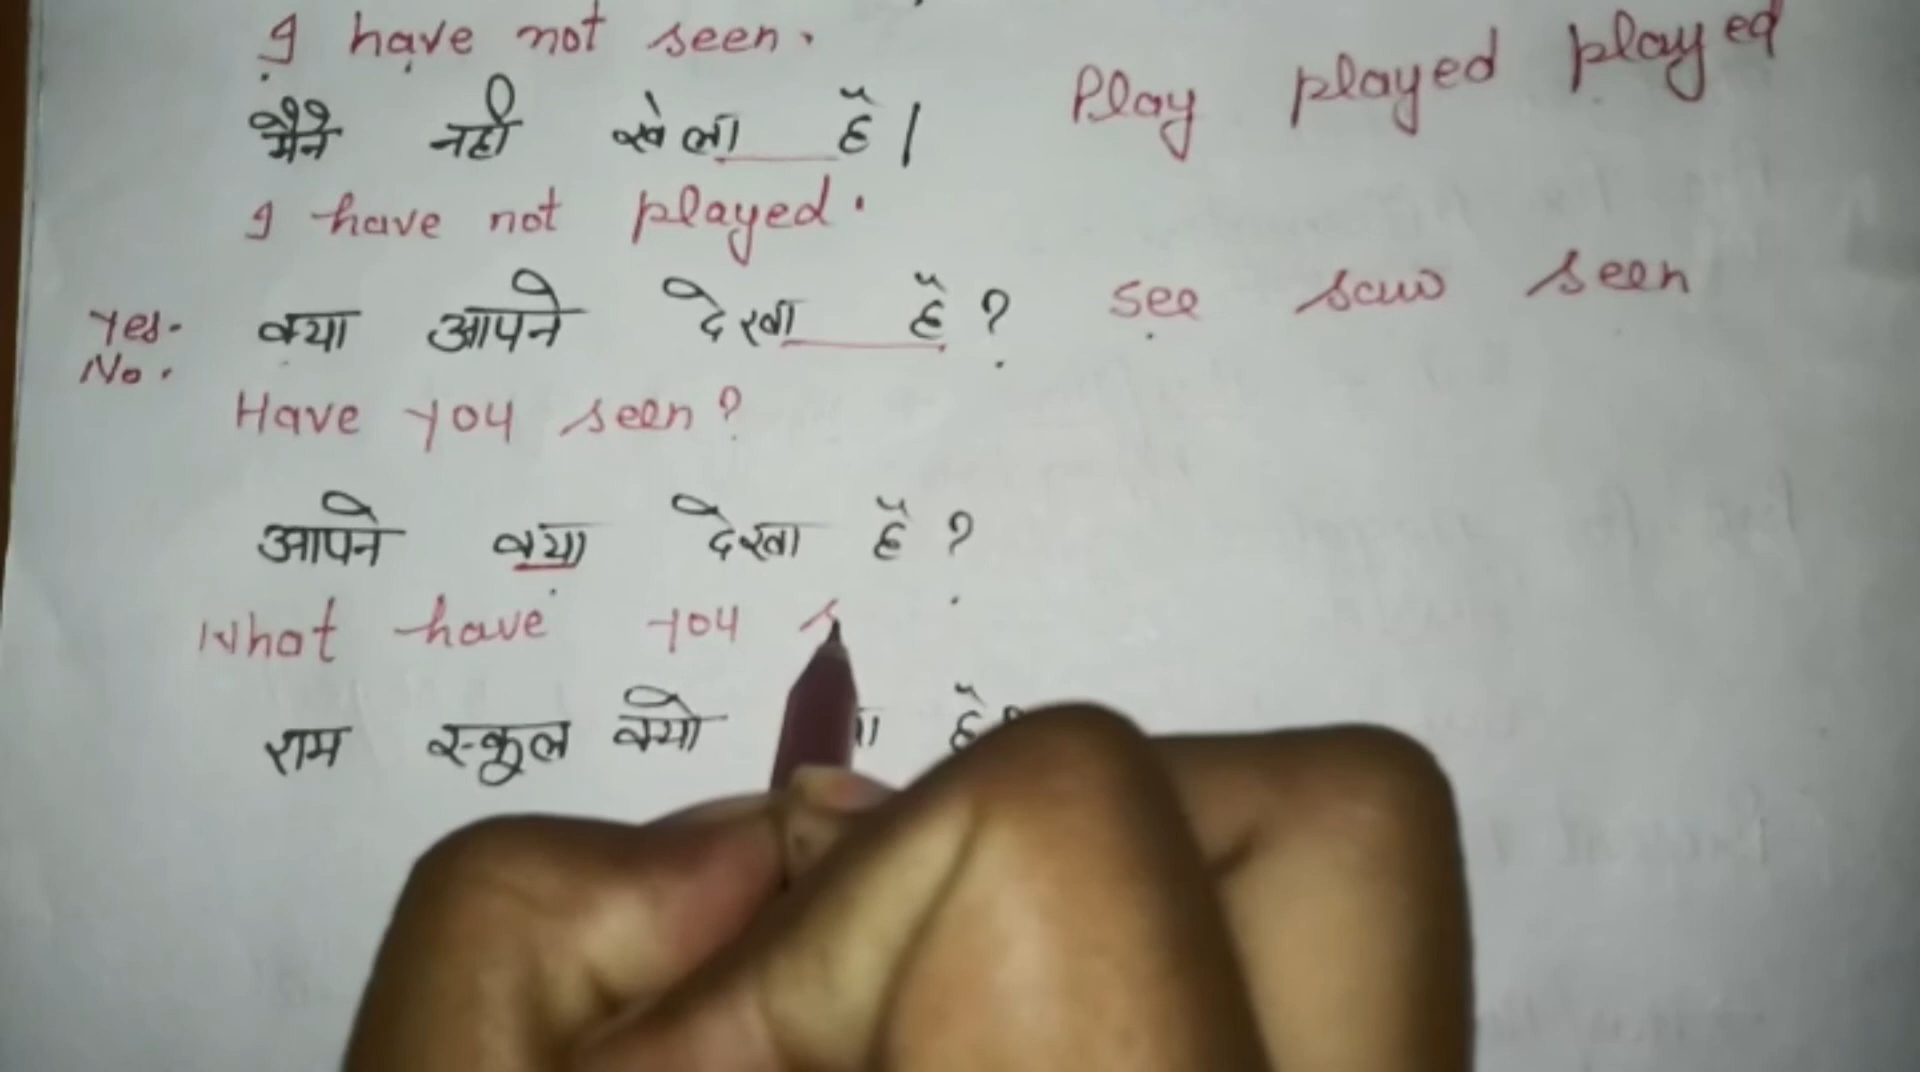 I have not seen.
मैने नही खेला हैं। Play played played
I have not played.
Yes. क्या आपने देखा हैं? see saw seen
No.
Have you seen?
आपने क्या देखा हैं?
What have you s
राम स्कूल क्यो हैं?